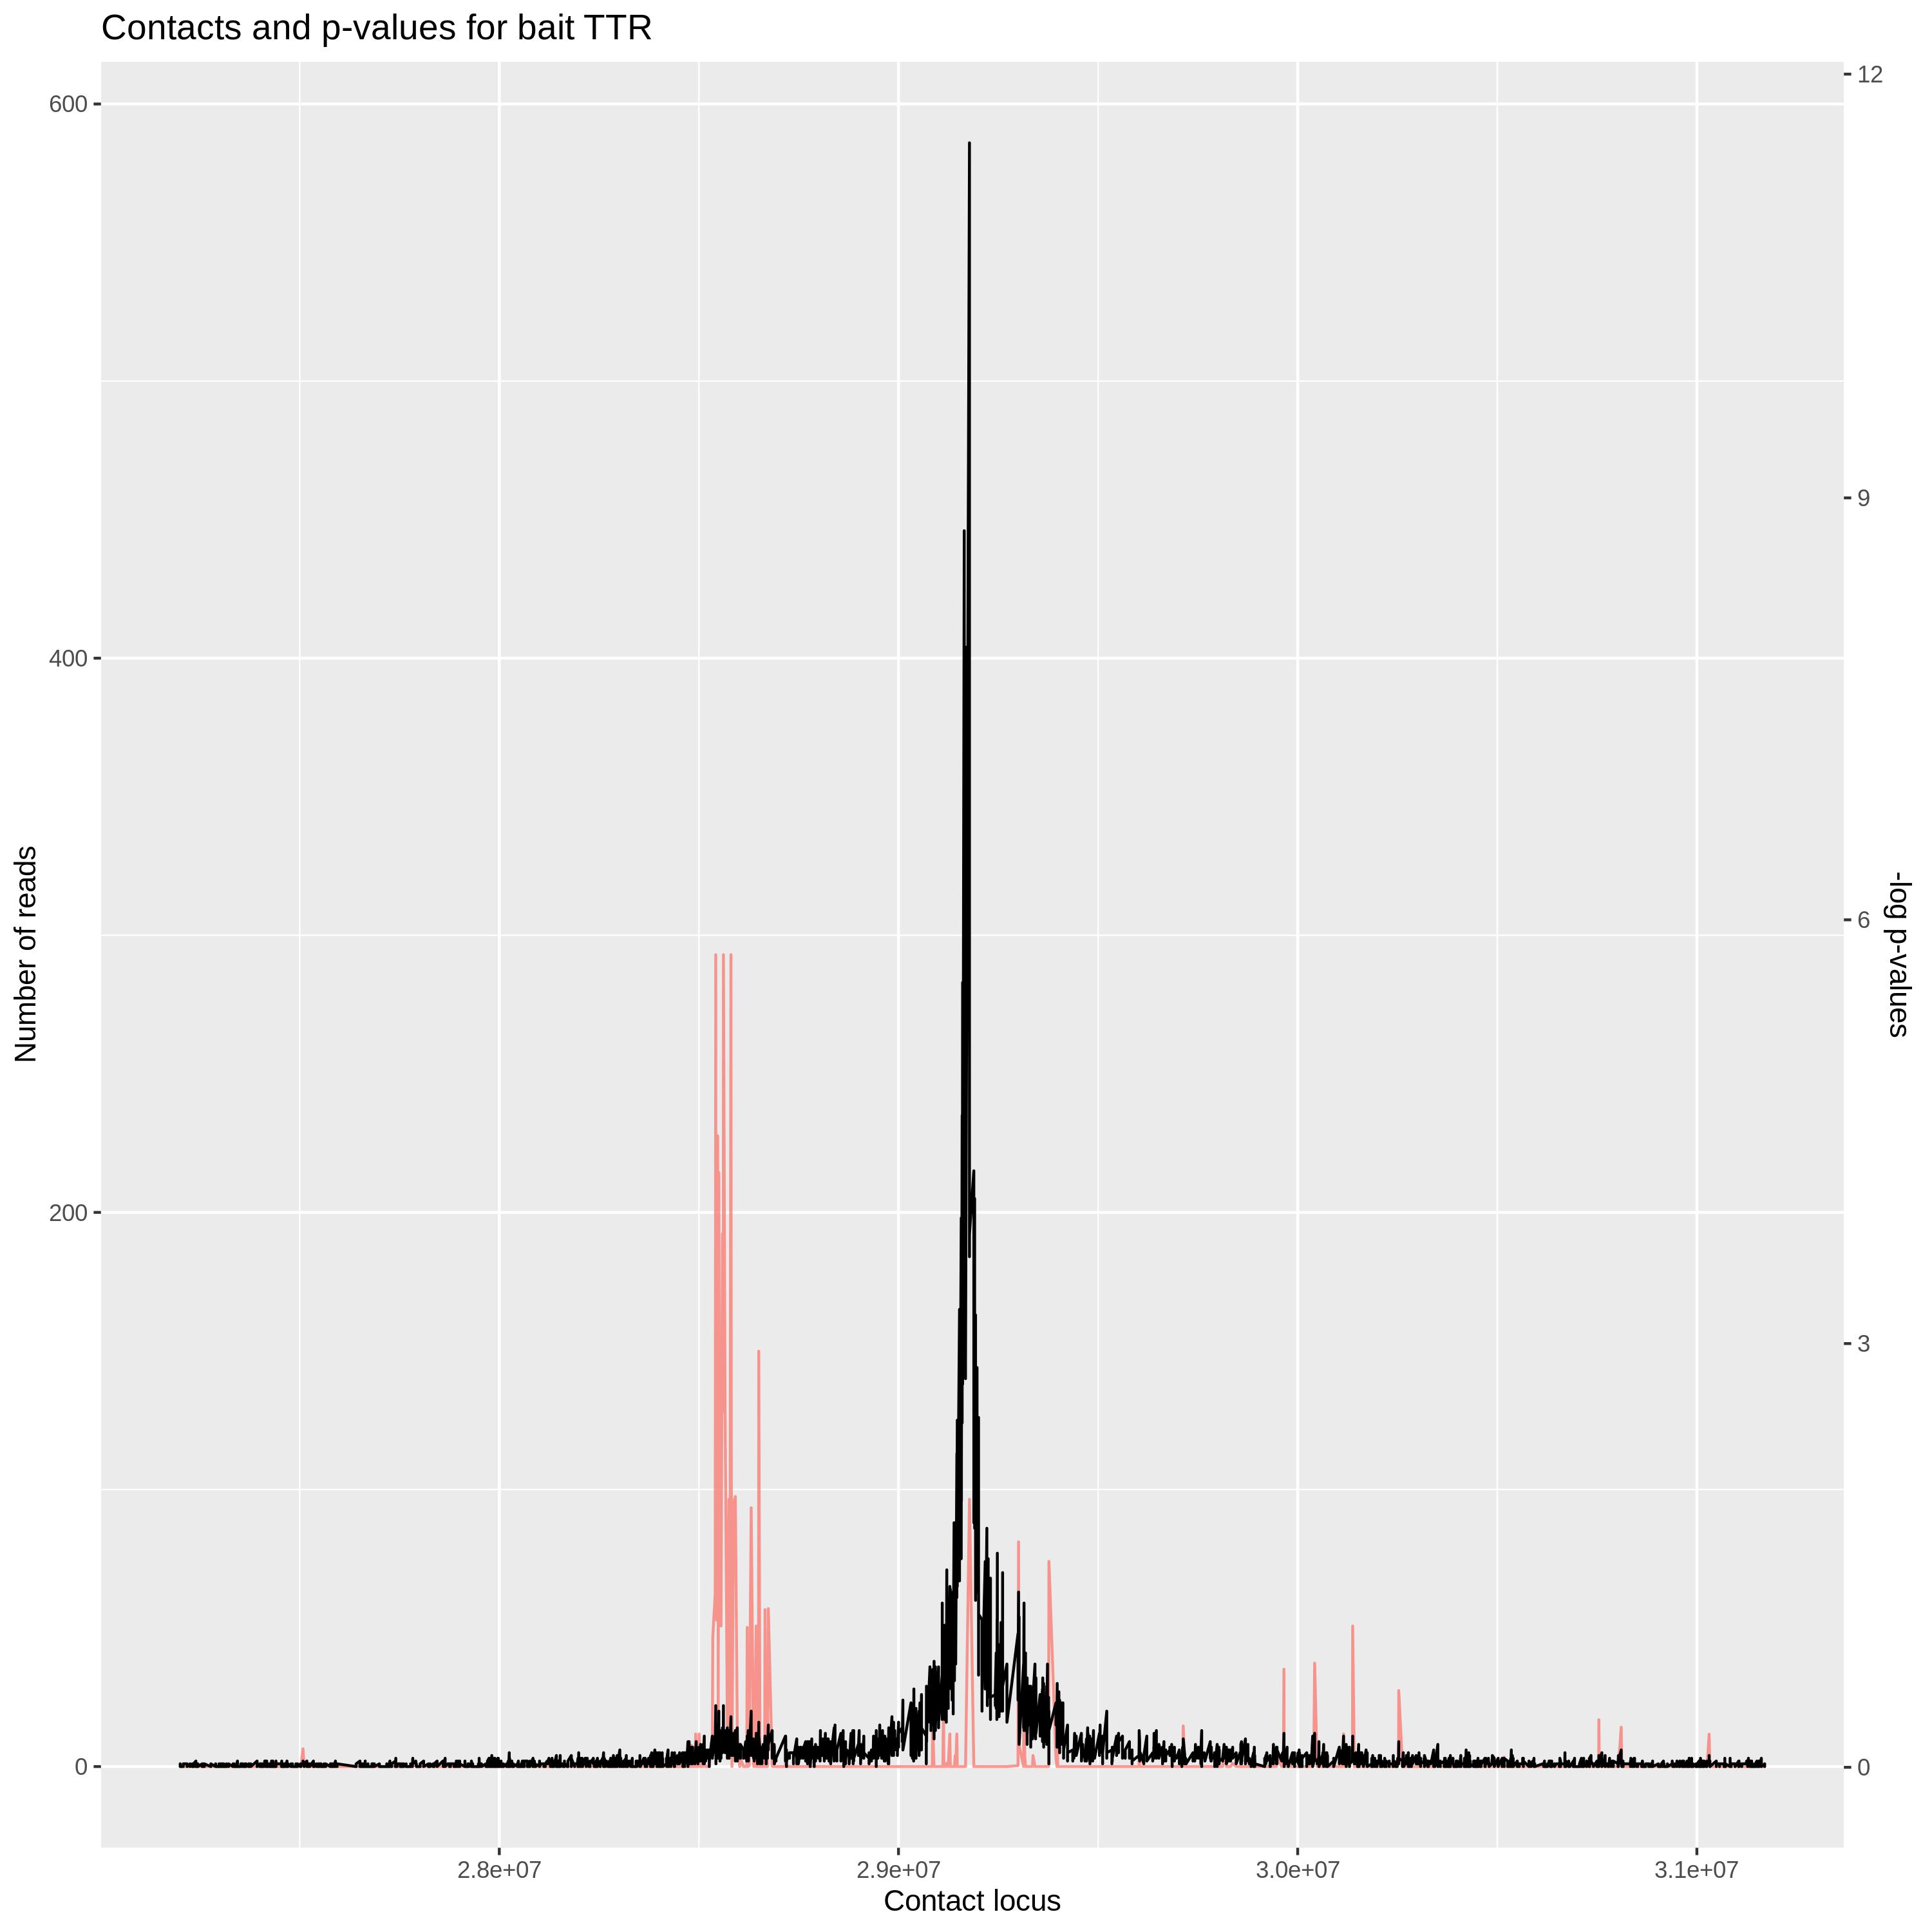 Contacts and p-values for bait TTR
600
400
200
0
12
9
6
3
0
Number of reads
-log p-values
2.8e+07 2.9e+07 3.0e+07 3.1e+07
Contact locus